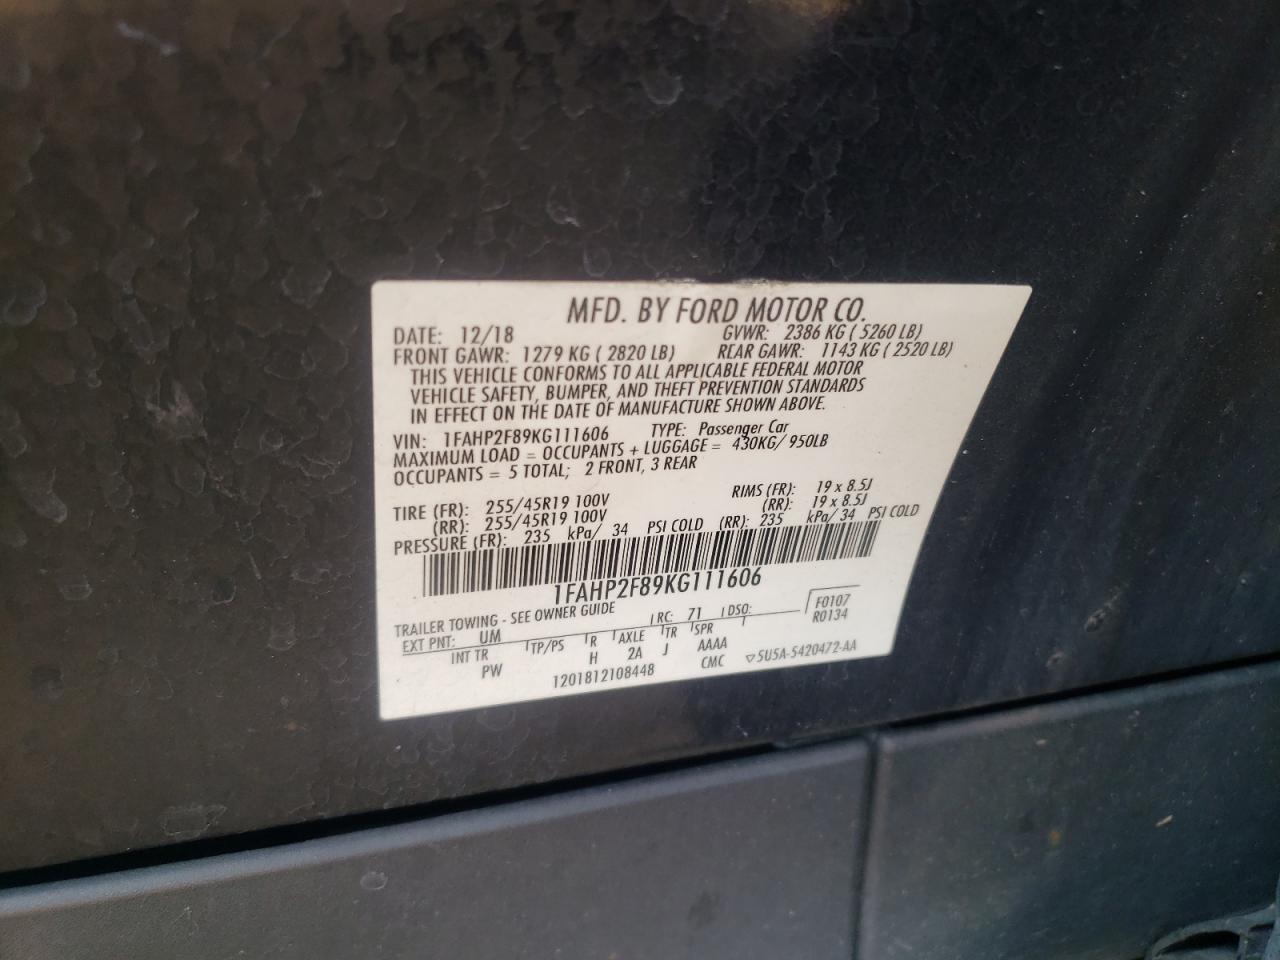 MFD. BY FORD MOTOR CO.
DATE: 12/18 GVWR: 2386 KG ( 5260 LB)
FRONT GAWR: 1279 KG ( 2820 LB) REAR GAWR: 1143 KG ( 2520 LB)
THIS VEHICLE CONFORMS TO ALL APPLICABLE FEDERAL MOTOR
VEHICLE SAFETY, BUMPER, AND THEFT PREVENTION STANDARDS
IN EFFECT ON THE DATE OF MANUFACTURE SHOWN ABOVE.
VIN: 1FAHP2F89KG111606 TYPE: Passenger Car
MAXIMUM LOAD = OCCUPANTS + LUGGAGE = 430KG/ 950LB
OCCUPANTS = 5 TOTAL; 2 FRONT, 3 REAR
TIRE (FR): 255/45R19 100V RIMS (FR): 19 x 8.5J
(RR): 255/45R19 100V (RR): 19 x 8.5J
PRESSURE (FR): 235 kPa/ 34 PSI COLD (RR): 235 kPa/ 34 PSI COLD
1FAHP2F89KG111606
TRAILER TOWING - SEE OWNER GUIDE
EXT PNT: UM RC: 71 DSO: F0107
R0134
INT TR TP/PS R AXLE TR SPR
PW H 2A J AAAA
1201812108448 CMC ▽5U5A-5420472-AA